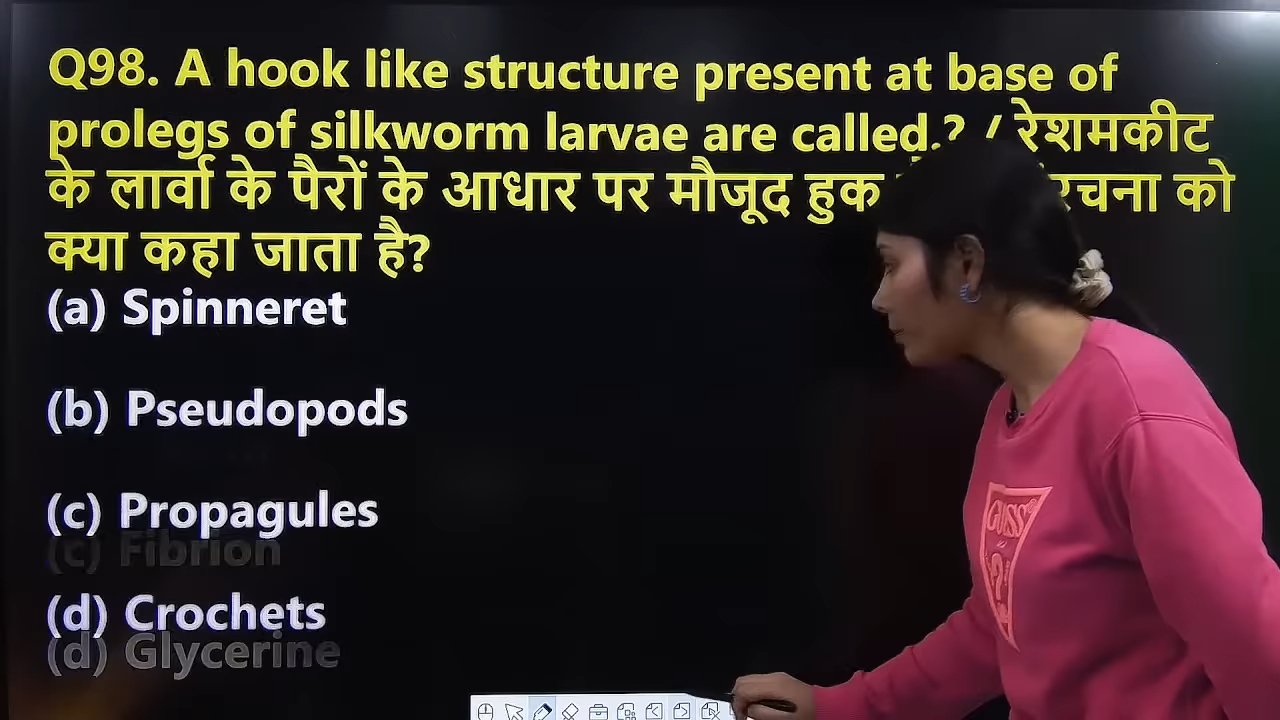 Q98. A hook like structure present at base of
prolegs of silkworm larvae are called.? / रेशमकीट
के लार्वा के पैरों के आधार पर मौजूद हुक को
क्या कहा जाता है?
(a) Spinneret
(b) Pseudopods
(c) Propagules
(c) Fibrion
(d) Crochets
(d) Glycerine
GUSS
?